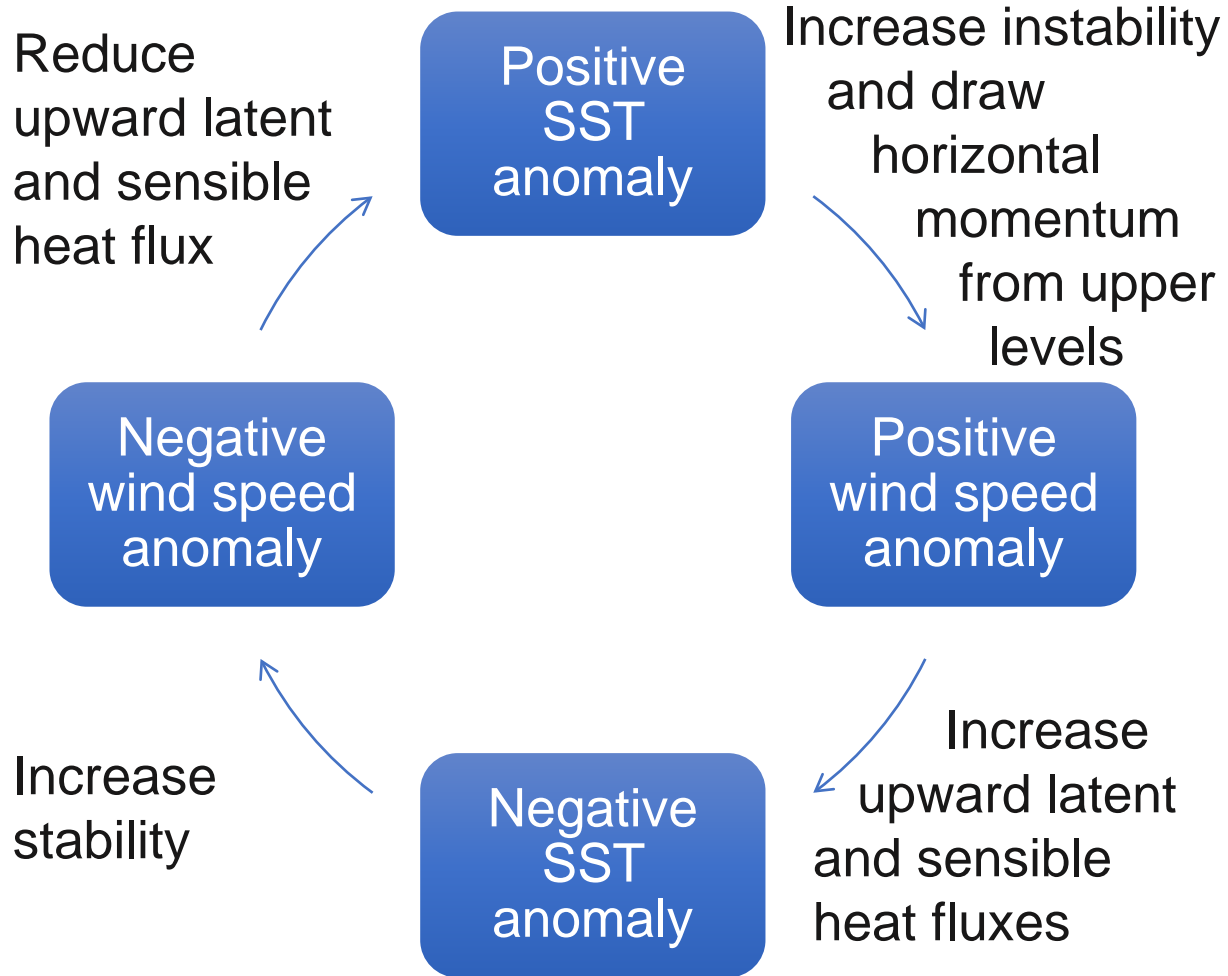 Reduce
upward latent
and sensible
heat flux
Positive
SST
anomaly
Increase instability
and draw
horizontal
momentum
from upper
levels
Negative
wind speed
anomaly
Positive
wind speed
anomaly
Increase
stability
Negative
SST
anomaly
Increase
upward latent
and sensible
heat fluxes